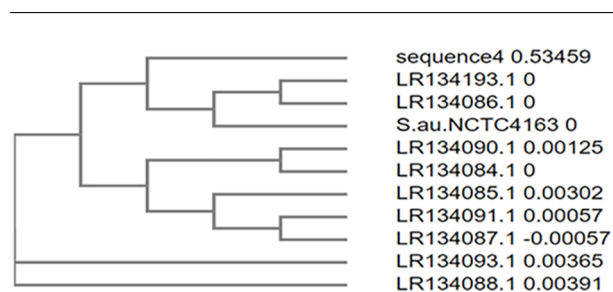 sequence4 0.53459
LR134193.1 0
LR134086.1 0
S.au.NCTC4163 0
LR134090.1 0.00125
LR134084.1 0
LR134085.1 0.00302
LR134091.1 0.00057
LR134087.1 -0.00057
LR134093.1 0.00365
LR134088.1 0.00391